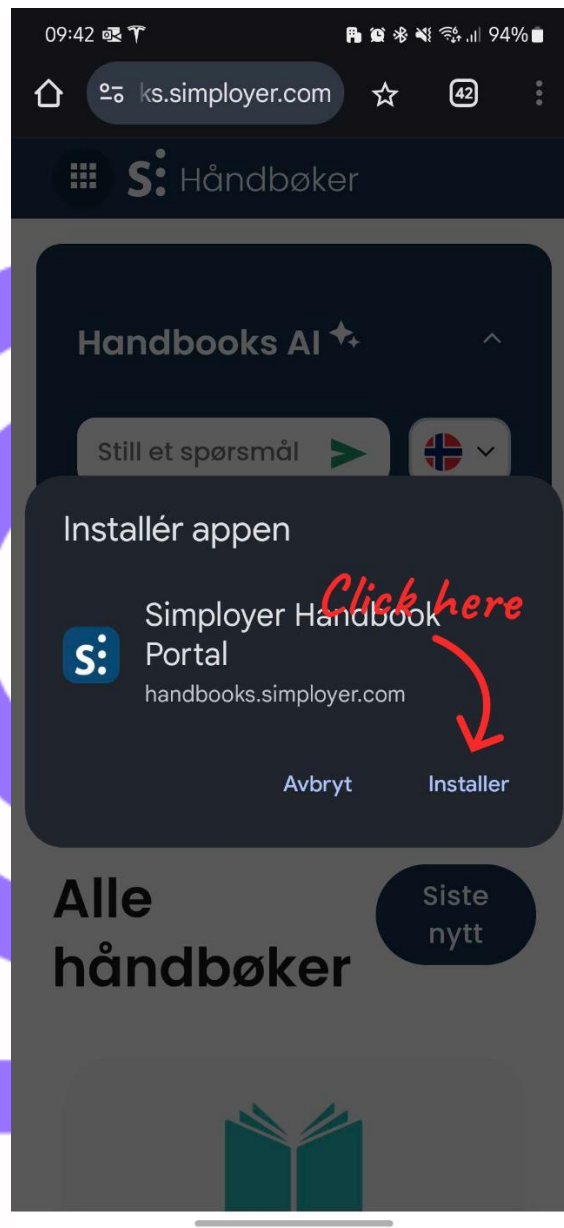 09:42
94%
ks.simployer.com
42
S: Håndbøker
Handbooks AI
Still et spørsmål
Installér appen
Click here
Simployer Handbook
Portal
S:
handbooks.simployer.com
Avbryt
Installer
Alle
håndbøker
Siste
nytt